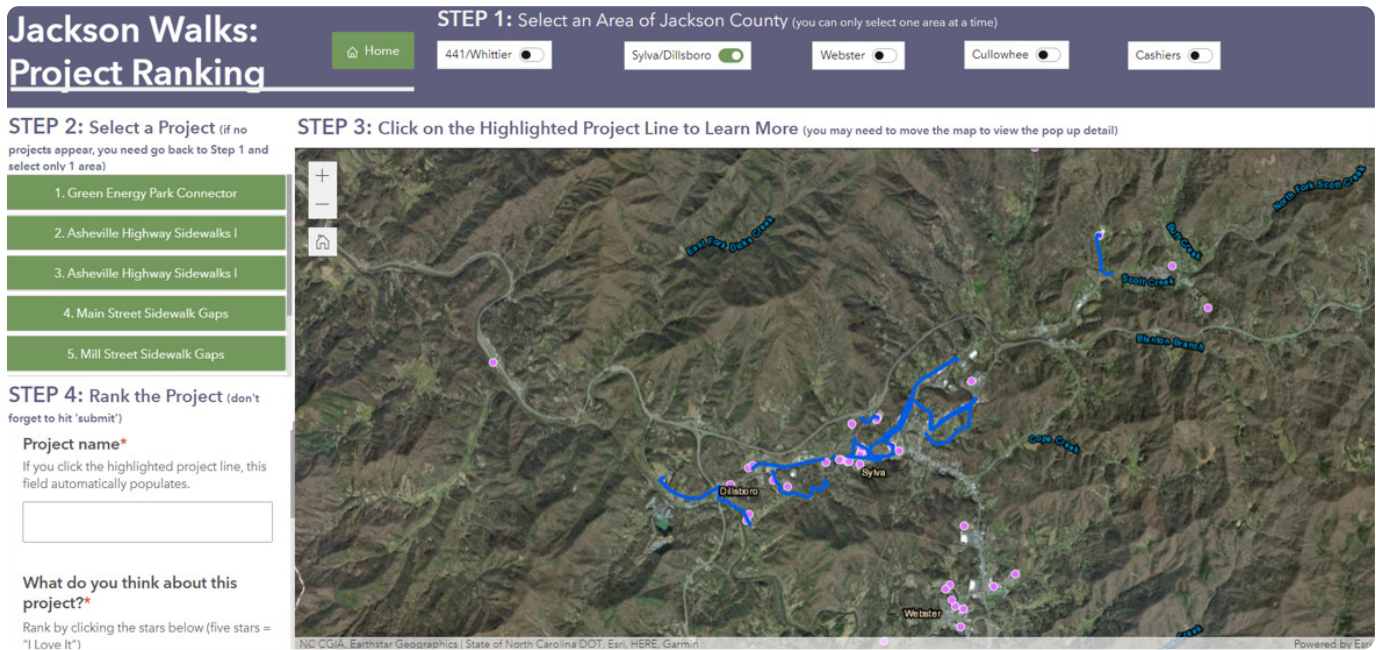 Jackson Walks:
Project Ranking
Home
STEP 1: Select an Area of Jackson County (you can only select one area at a time)
441/Whittier
Sylva/Dillsboro
Webster
Cullowhee
Cashiers
STEP 2: Select a Project (if no
projects appear, you need go back to Step 1 and
select only 1 area)
1. Green Energy Park Connector
2. Asheville Highway Sidewalks I
3. Asheville Highway Sidewalks I
4. Main Street Sidewalk Gaps
5. Mill Street Sidewalk Gaps
STEP 3: Click on the Highlighted Project Line to Learn More (you may need to move the map to view the pop up detail)
+
−
North Fork Scott Creek
East Fork Dicks Creek
Buff Creek
Scott Creek
Blanton Branch
Cope Creek
Sylva
Dillsboro
Webster
Creek
NC CGIA, Earthstar Geographics | State of North Carolina DOT, Esri, HERE, Garmin
Powered by Esri
STEP 4: Rank the Project (don't
forget to hit 'submit')
Project name*
If you click the highlighted project line, this
field automatically populates.
What do you think about this
project?*
Rank by clicking the stars below (five stars =
"I Love It")